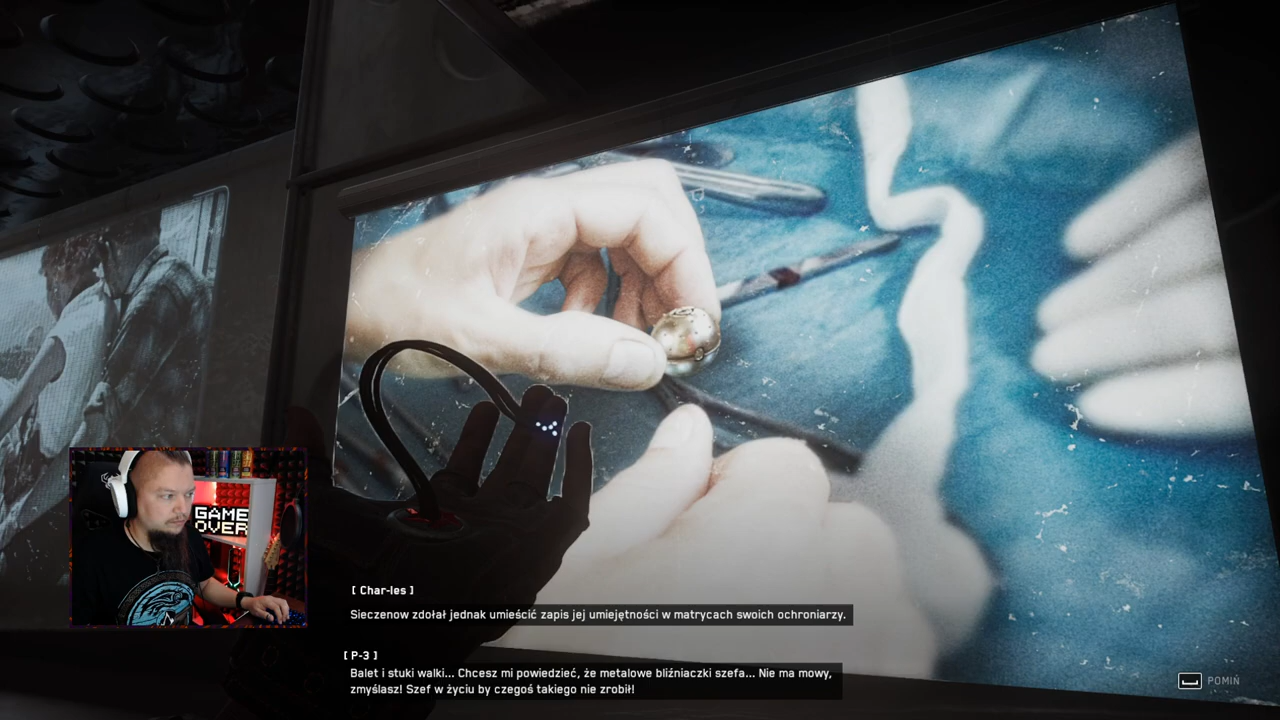 GAME
OVER
[ Char-les ]
Sieczenow zdołał jednak umieścić zapis jej umiejętności w matrycach swoich ochroniarzy.
[ P-3 ]
Balet i stuki walki... Chcesz mi powiedzieć, że metalowe bliźniaczki szefa... Nie ma mowy,
zmyślasz! Szef w życiu by czegoś takiego nie zrobił!
POMIŃ